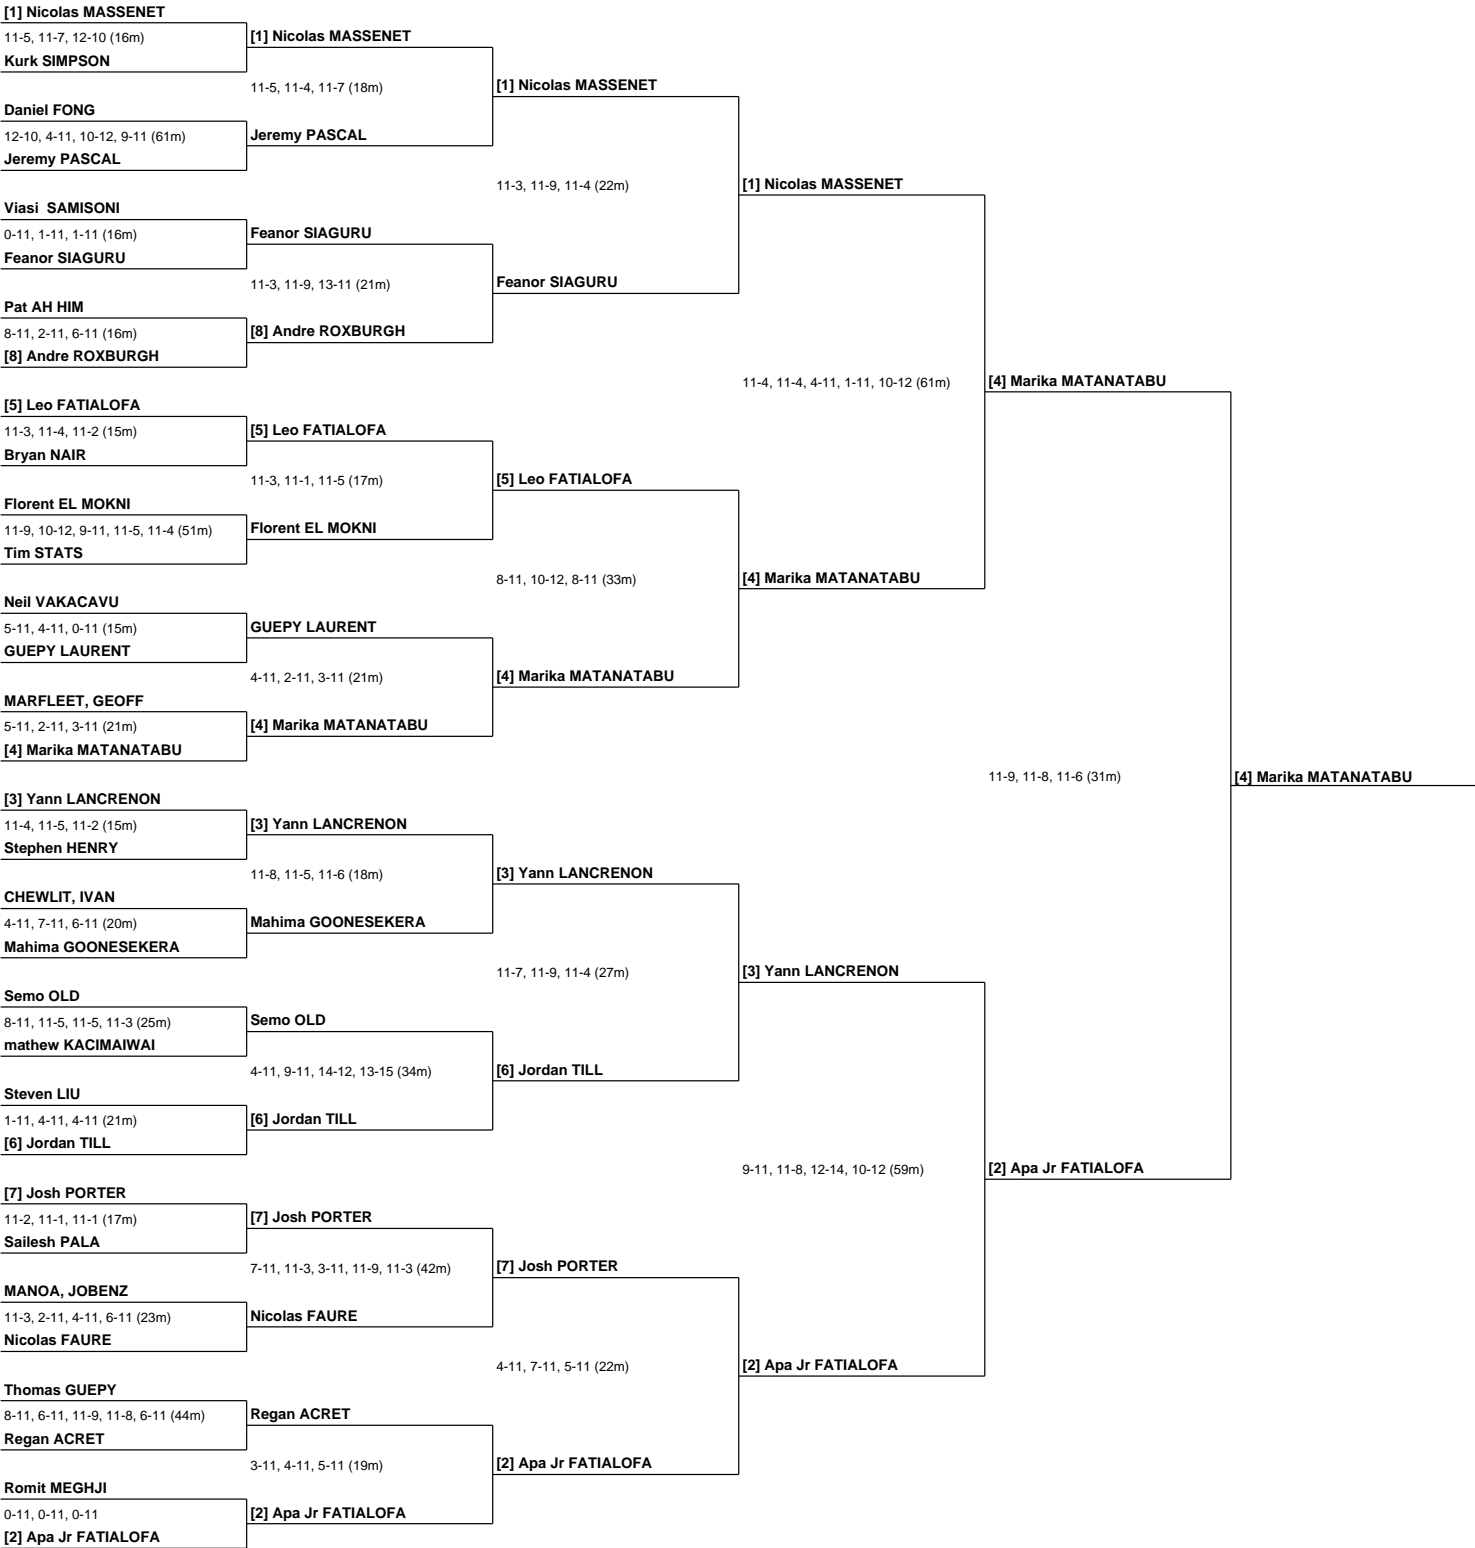 [1] Nicolas MASSENET
11-5, 11-7, 12-10 (16m)
Kurk SIMPSON
Daniel FONG
12-10, 4-11, 10-12, 9-11 (61m)
Jeremy PASCAL
Viasi  SAMISONI
0-11, 1-11, 1-11 (16m)
Feanor SIAGURU
Pat AH HIM
8-11, 2-11, 6-11 (16m)
[8] Andre ROXBURGH
[5] Leo FATIALOFA
11-3, 11-4, 11-2 (15m)
Bryan NAIR
Florent EL MOKNI
11-9, 10-12, 9-11, 11-5, 11-4 (51m)
Tim STATS
Neil VAKACAVU
5-11, 4-11, 0-11 (15m)
GUEPY LAURENT
MARFLEET, GEOFF
5-11, 2-11, 3-11 (21m)
[4] Marika MATANATABU
[3] Yann LANCRENON
11-4, 11-5, 11-2 (15m)
Stephen HENRY
CHEWLIT, IVAN
4-11, 7-11, 6-11 (20m)
Mahima GOONESEKERA
Semo OLD
8-11, 11-5, 11-5, 11-3 (25m)
mathew KACIMAIWAI
Steven LIU
1-11, 4-11, 4-11 (21m)
[6] Jordan TILL
[7] Josh PORTER
11-2, 11-1, 11-1 (17m)
Sailesh PALA
MANOA, JOBENZ
11-3, 2-11, 4-11, 6-11 (23m)
Nicolas FAURE
Thomas GUEPY
8-11, 6-11, 11-9, 11-8, 6-11 (44m)
Regan ACRET
Romit MEGHJI
0-11, 0-11, 0-11
[2] Apa Jr FATIALOFA
[1] Nicolas MASSENET
11-5, 11-4, 11-7 (18m)
Jeremy PASCAL
Feanor SIAGURU
11-3, 11-9, 13-11 (21m)
[8] Andre ROXBURGH
[5] Leo FATIALOFA
11-3, 11-1, 11-5 (17m)
Florent EL MOKNI
GUEPY LAURENT
4-11, 2-11, 3-11 (21m)
[4] Marika MATANATABU
[3] Yann LANCRENON
11-8, 11-5, 11-6 (18m)
Mahima GOONESEKERA
Semo OLD
4-11, 9-11, 14-12, 13-15 (34m)
[6] Jordan TILL
[7] Josh PORTER
7-11, 11-3, 3-11, 11-9, 11-3 (42m)
Nicolas FAURE
Regan ACRET
3-11, 4-11, 5-11 (19m)
[2] Apa Jr FATIALOFA
[1] Nicolas MASSENET
11-3, 11-9, 11-4 (22m)
Feanor SIAGURU
[5] Leo FATIALOFA
8-11, 10-12, 8-11 (33m)
[4] Marika MATANATABU
[3] Yann LANCRENON
11-7, 11-9, 11-4 (27m)
[6] Jordan TILL
[7] Josh PORTER
4-11, 7-11, 5-11 (22m)
[2] Apa Jr FATIALOFA
[1] Nicolas MASSENET
11-4, 11-4, 4-11, 1-11, 10-12 (61m)
[4] Marika MATANATABU
[3] Yann LANCRENON
9-11, 11-8, 12-14, 10-12 (59m)
[2] Apa Jr FATIALOFA
[4] Marika MATANATABU
11-9, 11-8, 11-6 (31m)
[2] Apa Jr FATIALOFA
[4] Marika MATANATABU